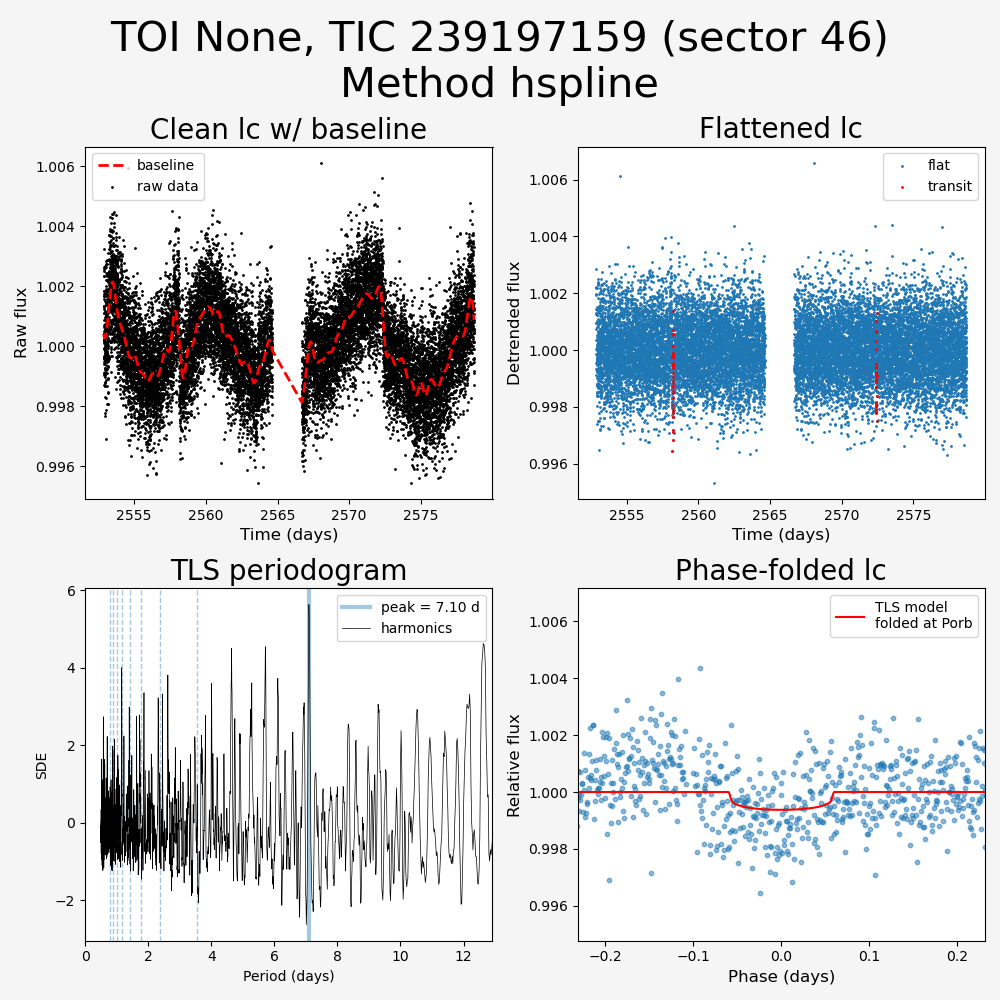 TOI None, TIC 239197159 (sector 46)
Method hspline
Clean lc w/ baseline
Flattened lc
baseline
raw data
flat
transit
1.006
1.004
1.002
1.000
0.998
0.996
Raw flux
2555
2560
2565
2570
2575
Time (days)
1.006
1.004
1.002
1.000
0.998
0.996
Detrended flux
2555
2560
2565
2570
2575
Time (days)
TLS periodogram
Phase-folded lc
peak = 7.10 d
harmonics
TLS model
folded at Porb
6
4
2
0
−2
SDE
0
2
4
6
8
10
12
Period (days)
1.006
1.004
1.002
1.000
0.998
0.996
Relative flux
−0.2
−0.1
0.0
0.1
0.2
Phase (days)